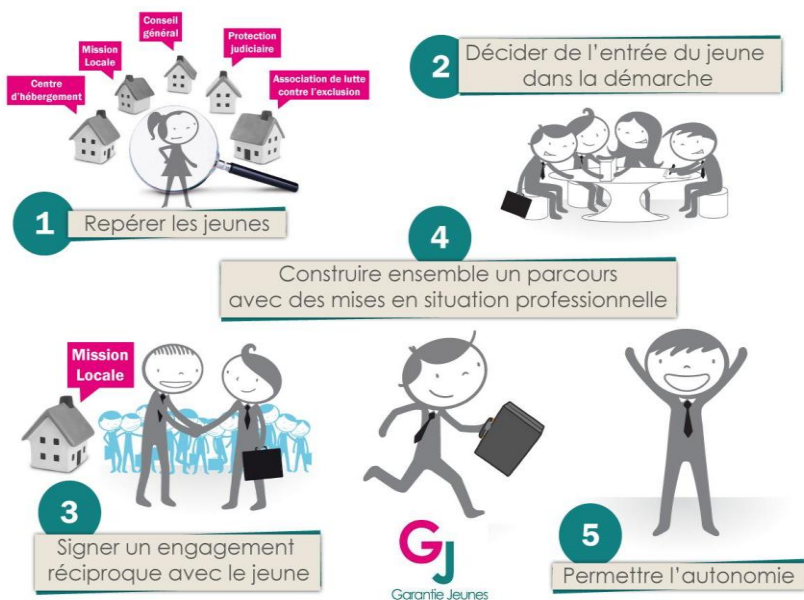 Centre
d'hébergement
Mission
Locale
Conseil
général
Protection
judiciaire
Association de lutte
contre l'exclusion
1
Repérer les jeunes
2
Décider de l'entrée du jeune
dans la démarche
4
Construire ensemble un parcours
avec des mises en situation professionnelle
Mission
Locale
3
Signer un engagement
réciproque avec le jeune
GJ
Garantie Jeunes
5
Permettre l'autonomie